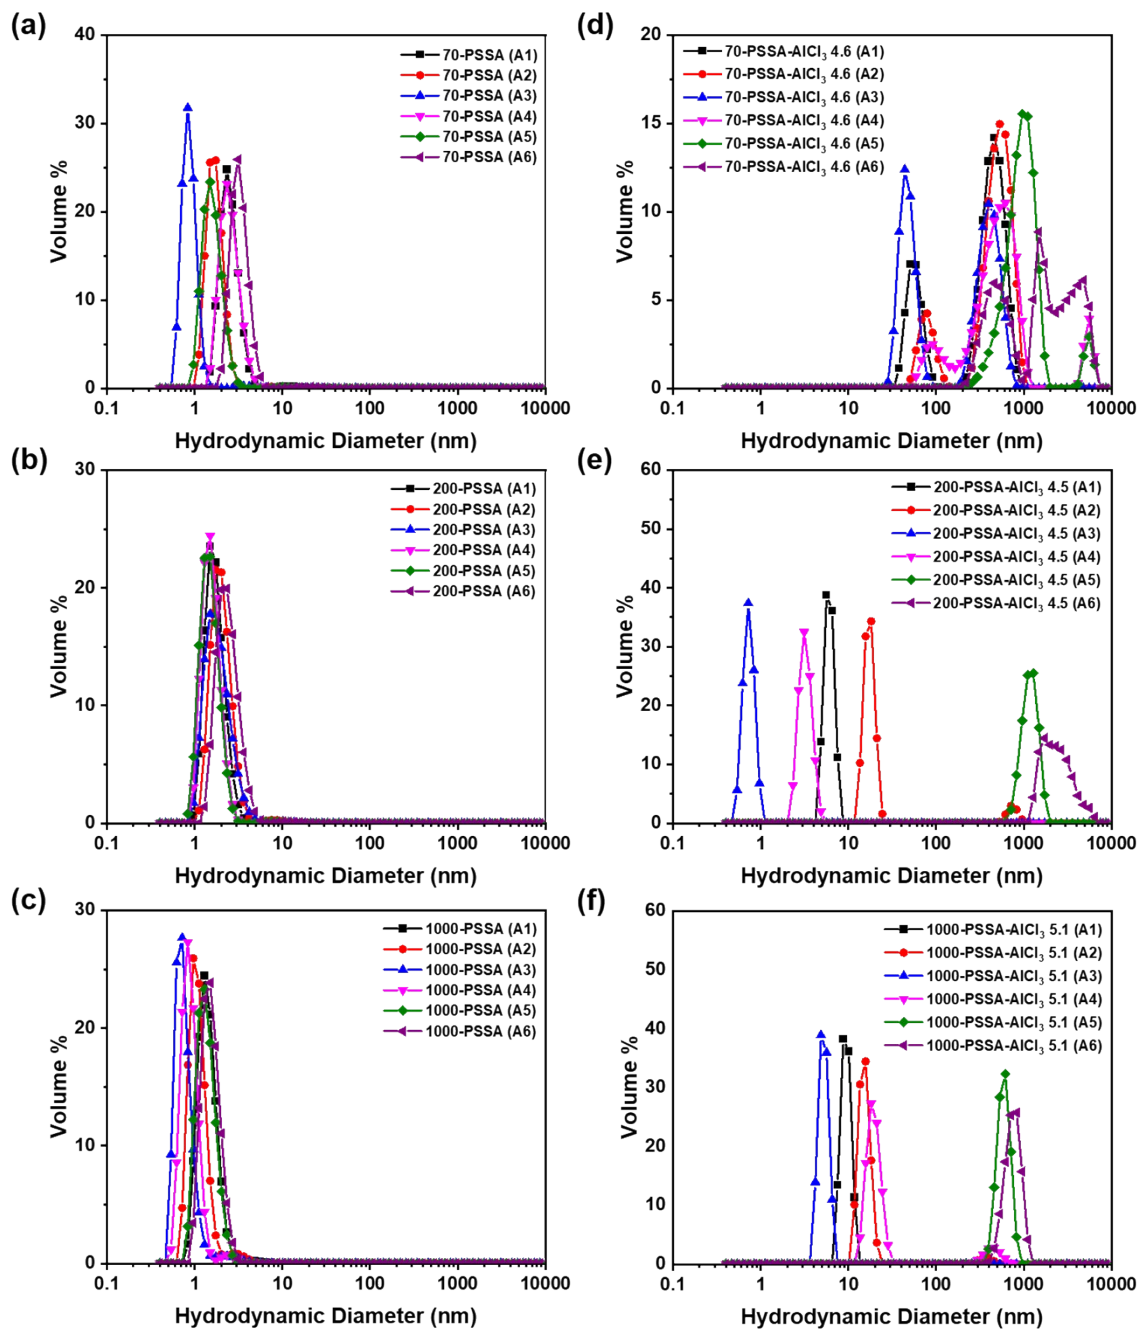 (a)
40
30
20
10
0
Volume %
70-PSSA (A1)
70-PSSA (A2)
70-PSSA (A3)
70-PSSA (A4)
70-PSSA (A5)
70-PSSA (A6)
0.1 1 10 100 1000 10000
Hydrodynamic Diameter (nm)
(d)
20
15
10
5
0
Volume %
70-PSSA-AlCl₃ 4.6 (A1)
70-PSSA-AlCl₃ 4.6 (A2)
70-PSSA-AlCl₃ 4.6 (A3)
70-PSSA-AlCl₃ 4.6 (A4)
70-PSSA-AlCl₃ 4.6 (A5)
70-PSSA-AlCl₃ 4.6 (A6)
0.1 1 10 100 1000 10000
Hydrodynamic Diameter (nm)
(b)
30
20
10
0
Volume %
200-PSSA (A1)
200-PSSA (A2)
200-PSSA (A3)
200-PSSA (A4)
200-PSSA (A5)
200-PSSA (A6)
0.1 1 10 100 1000 10000
Hydrodynamic Diameter (nm)
(e)
60
50
40
30
20
10
0
Volume %
200-PSSA-AlCl₃ 4.5 (A1)
200-PSSA-AlCl₃ 4.5 (A2)
200-PSSA-AlCl₃ 4.5 (A3)
200-PSSA-AlCl₃ 4.5 (A4)
200-PSSA-AlCl₃ 4.5 (A5)
200-PSSA-AlCl₃ 4.5 (A6)
0.1 1 10 100 1000 10000
Hydrodynamic Diameter (nm)
(c)
30
20
10
0
Volume %
1000-PSSA (A1)
1000-PSSA (A2)
1000-PSSA (A3)
1000-PSSA (A4)
1000-PSSA (A5)
1000-PSSA (A6)
0.1 1 10 100 1000 10000
Hydrodynamic Diameter (nm)
(f)
60
50
40
30
20
10
0
Volume %
1000-PSSA-AlCl₃ 5.1 (A1)
1000-PSSA-AlCl₃ 5.1 (A2)
1000-PSSA-AlCl₃ 5.1 (A3)
1000-PSSA-AlCl₃ 5.1 (A4)
1000-PSSA-AlCl₃ 5.1 (A5)
1000-PSSA-AlCl₃ 5.1 (A6)
0.1 1 10 100 1000 10000
Hydrodynamic Diameter (nm)